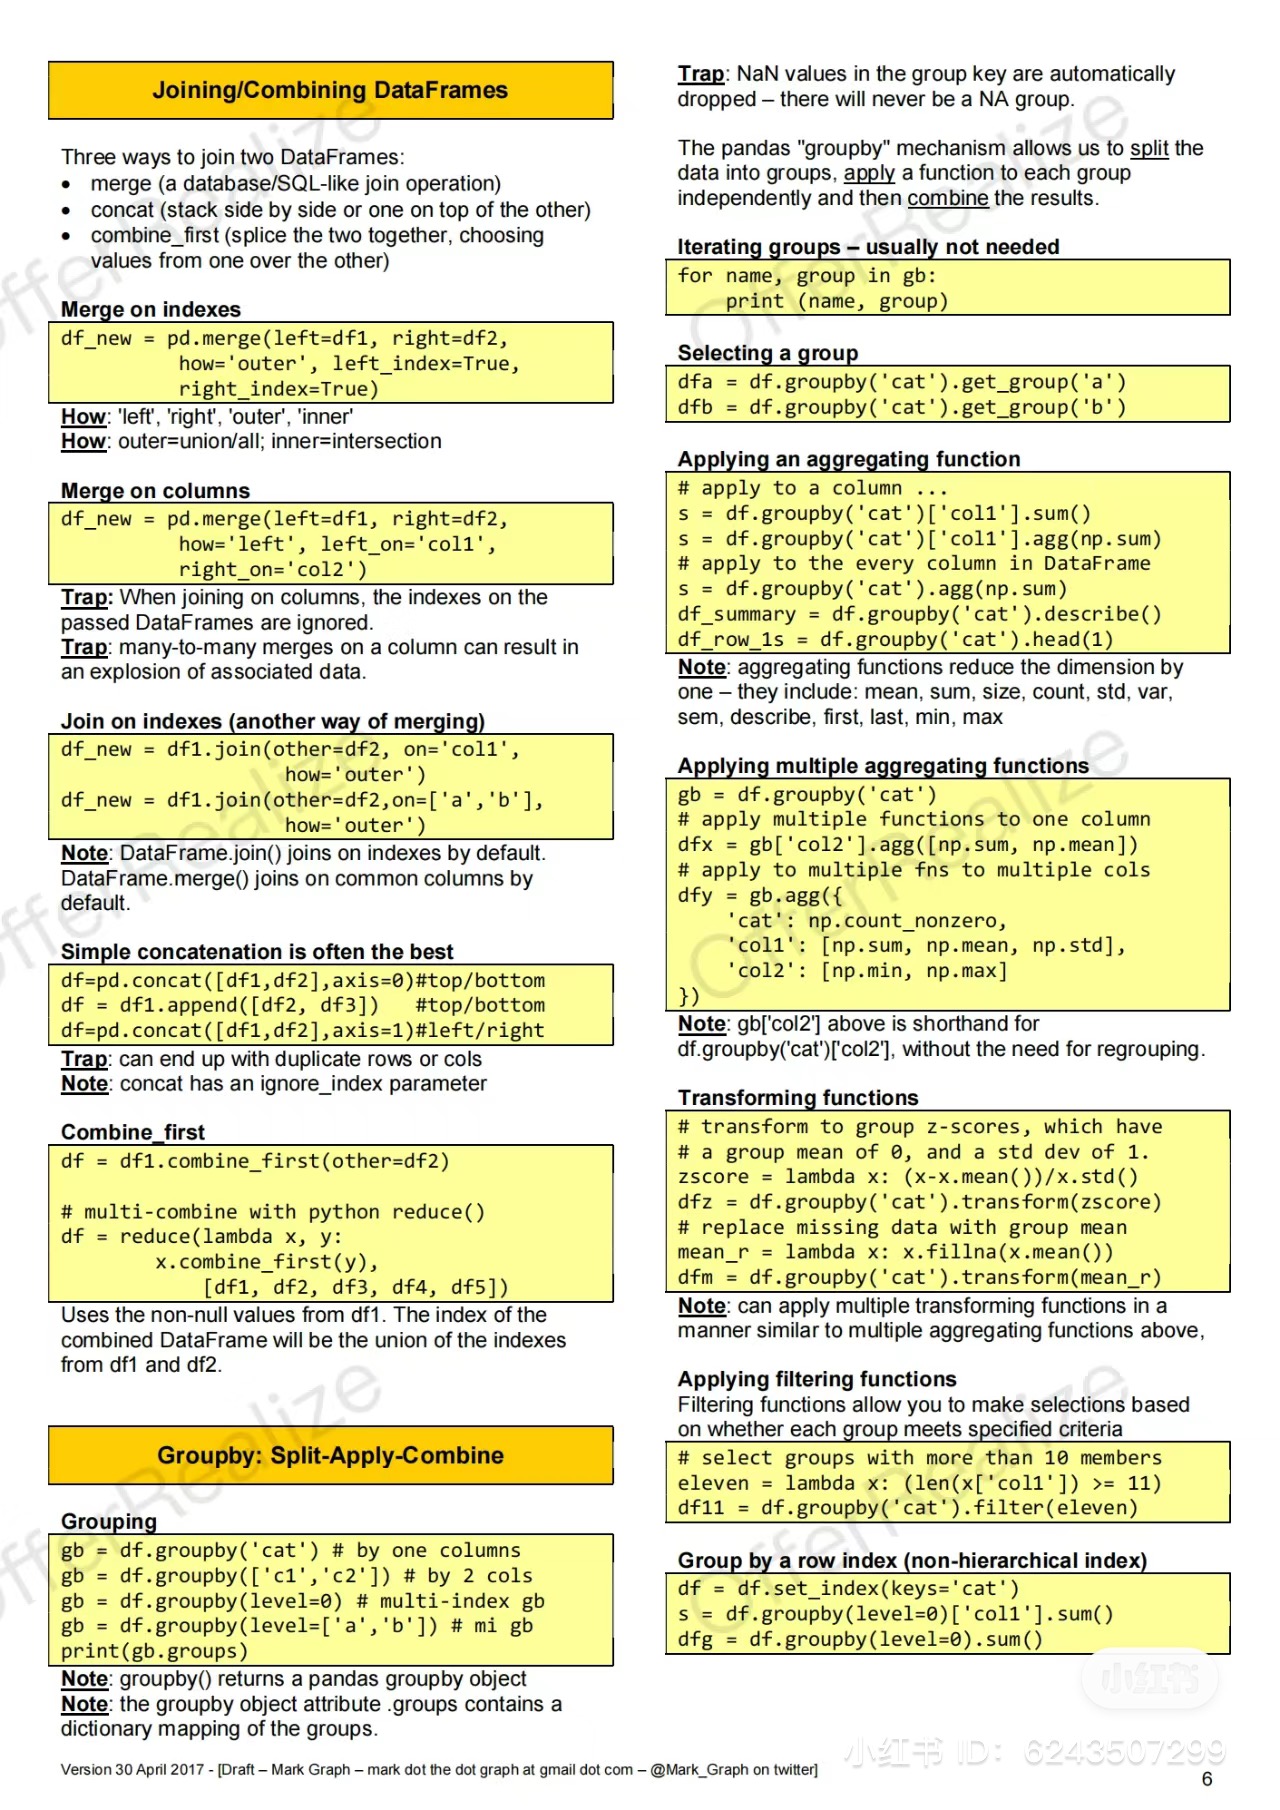 Joining/Combining DataFrames
Three ways to join two DataFrames:
• merge (a database/SQL-like join operation)
• concat (stack side by side or one on top of the other)
• combine_first (splice the two together, choosing
values from one over the other)
Merge on indexes
df_new = pd.merge(left=df1, right=df2,
how='outer', left_index=True,
right_index=True)
How: 'left', 'right', 'outer', 'inner'
How: outer=union/all; inner=intersection
Merge on columns
df_new = pd.merge(left=df1, right=df2,
how='left', left_on='col1',
right_on='col2')
Trap: When joining on columns, the indexes on the
passed DataFrames are ignored.
Trap: many-to-many merges on a column can result in
an explosion of associated data.
Join on indexes (another way of merging)
df_new = df1.join(other=df2, on='col1',
how='outer')
df_new = df1.join(other=df2,on=['a','b'],
how='outer')
Note: DataFrame.join() joins on indexes by default.
DataFrame.merge() joins on common columns by
default.
Simple concatenation is often the best
df=pd.concat([df1,df2],axis=0)#top/bottom
df = df1.append([df2, df3])   #top/bottom
df=pd.concat([df1,df2],axis=1)#left/right
Trap: can end up with duplicate rows or cols
Note: concat has an ignore_index parameter
Combine_first
df = df1.combine_first(other=df2)
# multi-combine with python reduce()
df = reduce(lambda x, y:
x.combine_first(y),
[df1, df2, df3, df4, df5])
Uses the non-null values from df1. The index of the
combined DataFrame will be the union of the indexes
from df1 and df2.
Groupby: Split-Apply-Combine
Grouping
gb = df.groupby('cat') # by one columns
gb = df.groupby(['c1','c2']) # by 2 cols
gb = df.groupby(level=0) # multi-index gb
gb = df.groupby(level=['a','b']) # mi gb
print(gb.groups)
Note: groupby() returns a pandas groupby object
Note: the groupby object attribute .groups contains a
dictionary mapping of the groups.
Trap: NaN values in the group key are automatically
dropped – there will never be a NA group.
The pandas "groupby" mechanism allows us to split the
data into groups, apply a function to each group
independently and then combine the results.
Iterating groups – usually not needed
for name, group in gb:
print (name, group)
Selecting a group
dfa = df.groupby('cat').get_group('a')
dfb = df.groupby('cat').get_group('b')
Applying an aggregating function
# apply to a column ...
s = df.groupby('cat')['col1'].sum()
s = df.groupby('cat')['col1'].agg(np.sum)
# apply to the every column in DataFrame
s = df.groupby('cat').agg(np.sum)
df_summary = df.groupby('cat').describe()
df_row_1s = df.groupby('cat').head(1)
Note: aggregating functions reduce the dimension by
one – they include: mean, sum, size, count, std, var,
sem, describe, first, last, min, max
Applying multiple aggregating functions
gb = df.groupby('cat')
# apply multiple functions to one column
dfx = gb['col2'].agg([np.sum, np.mean])
# apply to multiple fns to multiple cols
dfy = gb.agg({
'cat': np.count_nonzero,
'col1': [np.sum, np.mean, np.std],
'col2': [np.min, np.max]
})
Note: gb['col2'] above is shorthand for
df.groupby('cat')['col2'], without the need for regrouping.
Transforming functions
# transform to group z-scores, which have
# a group mean of 0, and a std dev of 1.
zscore = lambda x: (x-x.mean())/x.std()
dfz = df.groupby('cat').transform(zscore)
# replace missing data with group mean
mean_r = lambda x: x.fillna(x.mean())
dfm = df.groupby('cat').transform(mean_r)
Note: can apply multiple transforming functions in a
manner similar to multiple aggregating functions above,
Applying filtering functions
Filtering functions allow you to make selections based
on whether each group meets specified criteria
# select groups with more than 10 members
eleven = lambda x: (len(x['col1']) >= 11)
df11 = df.groupby('cat').filter(eleven)
Group by a row index (non-hierarchical index)
df = df.set_index(keys='cat')
s = df.groupby(level=0)['col1'].sum()
dfg = df.groupby(level=0).sum()
Version 30 April 2017 - [Draft – Mark Graph – mark dot the dot graph at gmail dot com – @Mark_Graph on twitter]
6
OfferRealize
OfferRealize
OfferRealize
OfferRealize
OfferRealize
OfferRealize
小红书
小红书 ID: 6243507299